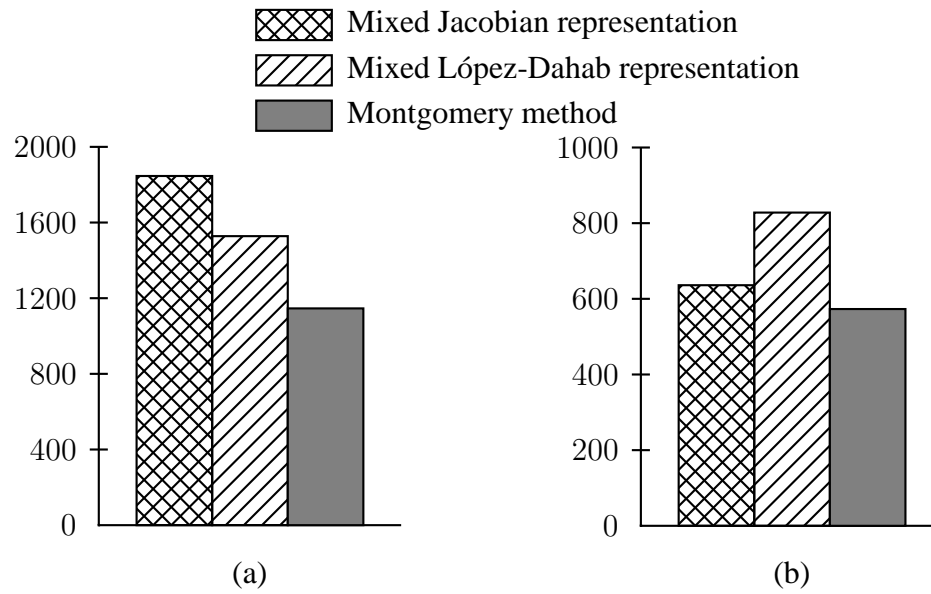 Mixed Jacobian representation
Mixed López-Dahab representation
Montgomery method
2000
1600
1200
800
400
0
(a)
1000
800
600
400
200
0
(b)